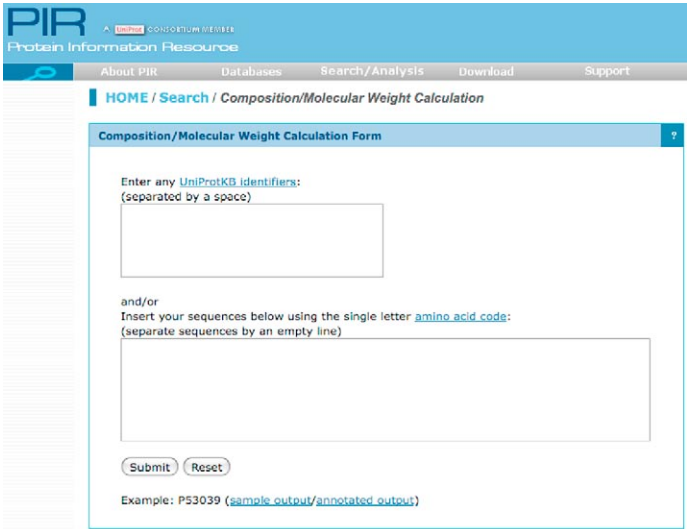 PIR
A UniProt CONSORTIUM MEMBER
Protein Information Resource
About PIR Databases Search/Analysis Download Support
HOME / Search / Composition/Molecular Weight Calculation
Composition/Molecular Weight Calculation Form ?
Enter any UniProtKB identifiers:
(separated by a space)
and/or
Insert your sequences below using the single letter amino acid code:
(separate sequences by an empty line)
Submit Reset
Example: P53039 (sample output/annotated output)